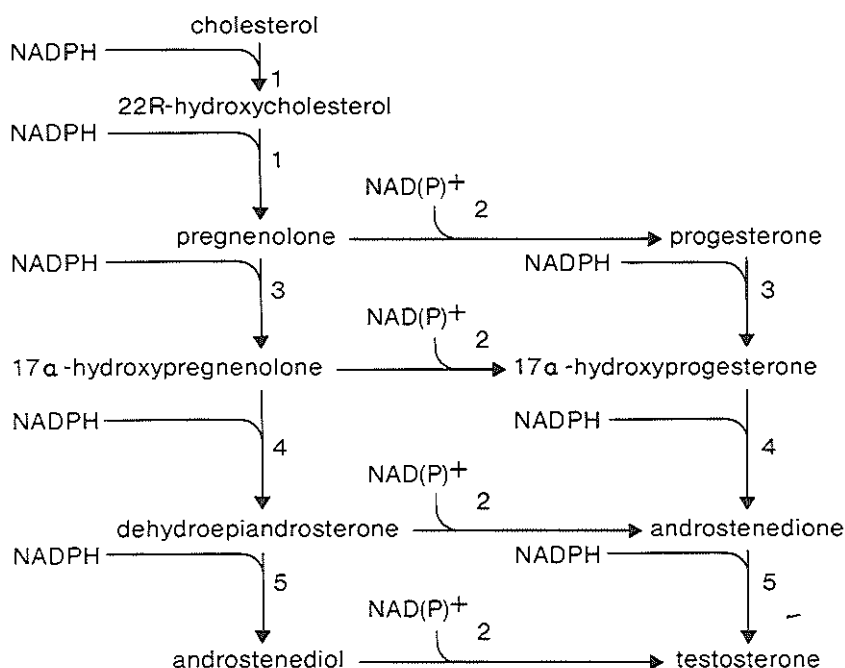 cholesterol
NADPH
1
22R-hydroxycholesterol
NADPH
1
NAD(P)+ 2
pregnenolone progesterone
NADPH NADPH
3 3
NAD(P)+ 2
17α-hydroxypregnenolone 17α-hydroxyprogesterone
NADPH NADPH
4 4
NAD(P)+ 2
dehydroepiandrosterone androstenedione
NADPH NADPH
5 5
NAD(P)+ 2
androstenediol testosterone